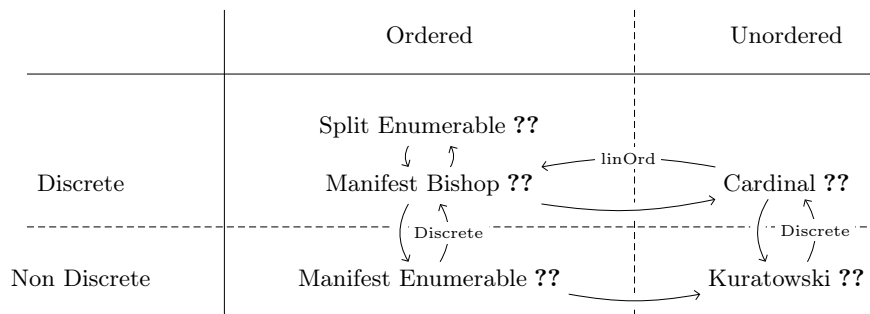 Ordered Unordered
Split Enumerable ??
linOrd
Discrete Manifest Bishop ?? Cardinal ??
Discrete Discrete
Non Discrete Manifest Enumerable ?? Kuratowski ??